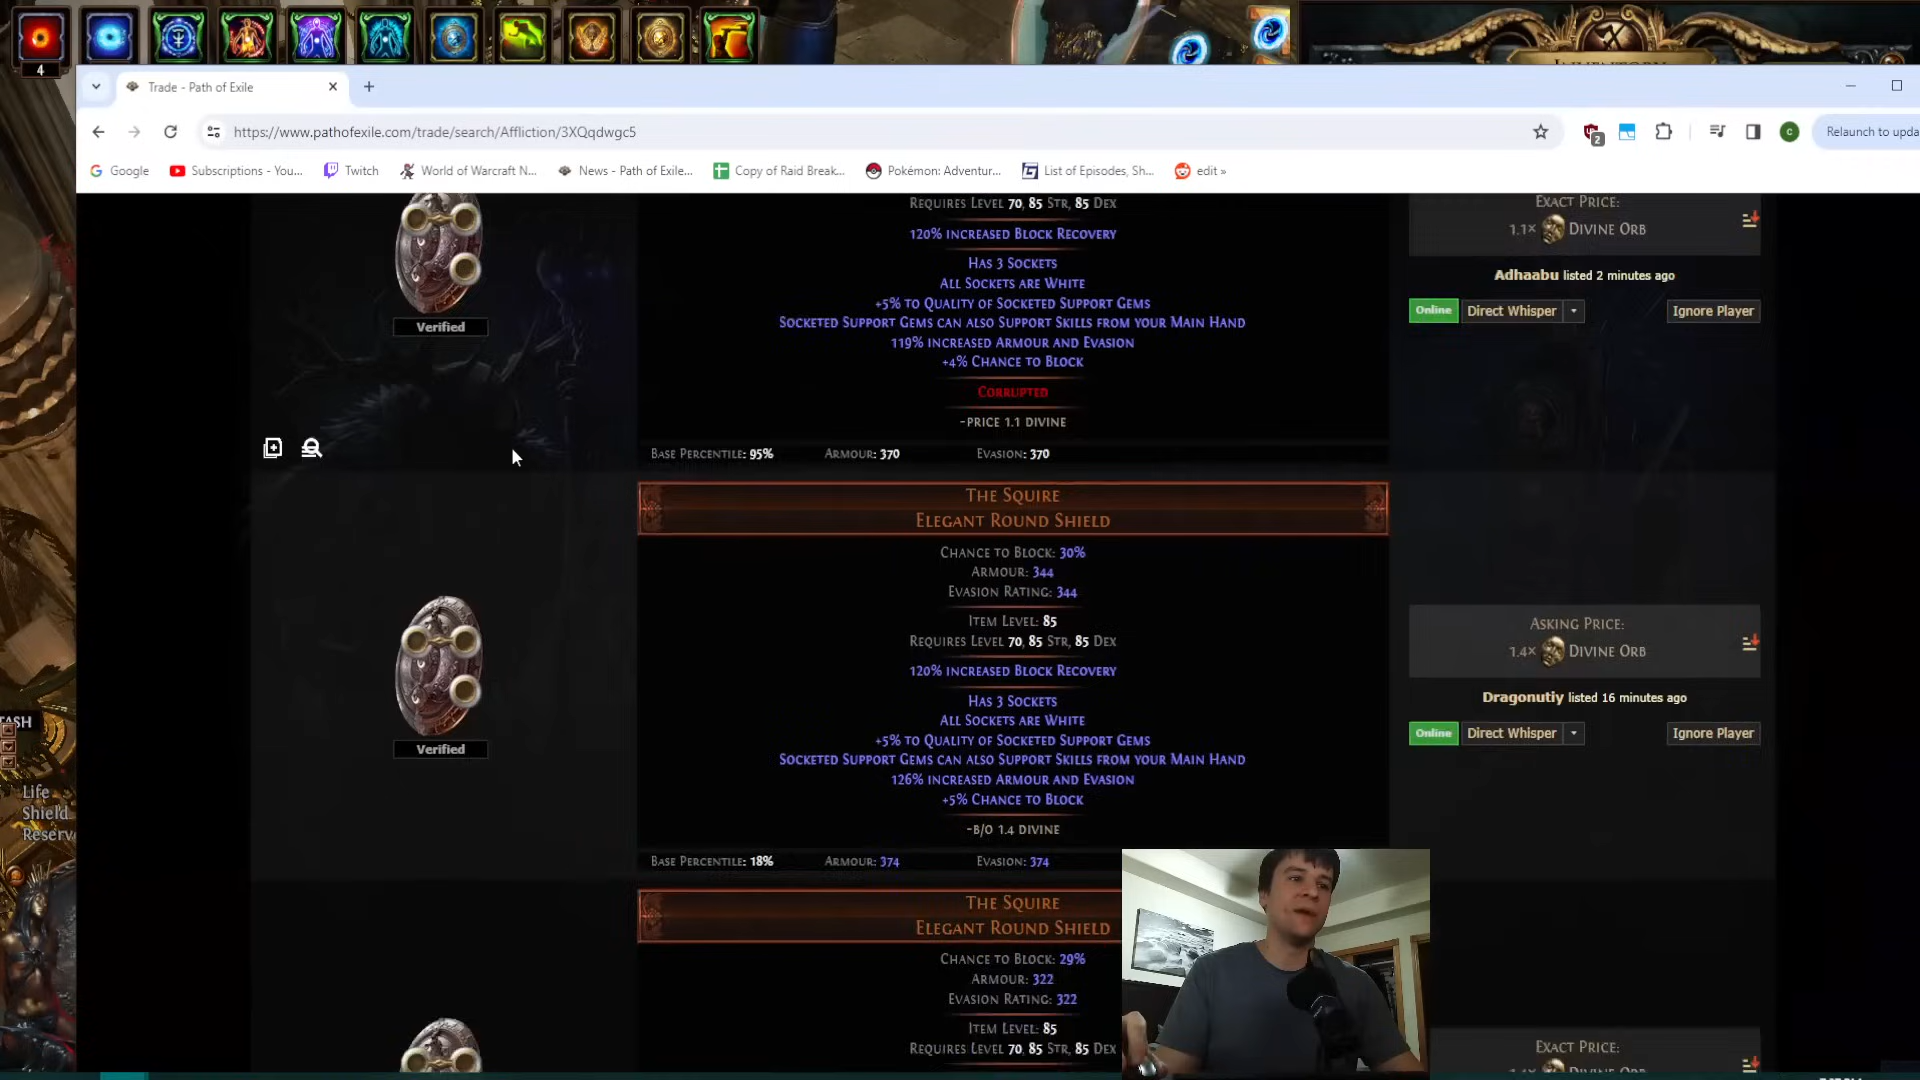 4
INVENTORY
Trade - Path of Exile
https://www.pathofexile.com/trade/search/Affliction/3XQqdwgc5
2
C
Relaunch to upda
Google
Subscriptions - You...
Twitch
World of Warcraft N...
News - Path of Exile...
Copy of Raid Break...
Pokémon: Adventur...
List of Episodes, Sh...
edit »
REQUIRES LEVEL 70, 85 STR, 85 DEX
120% INCREASED BLOCK RECOVERY
HAS 3 SOCKETS
ALL SOCKETS ARE WHITE
+5% TO QUALITY OF SOCKETED SUPPORT GEMS
SOCKETED SUPPORT GEMS CAN ALSO SUPPORT SKILLS FROM YOUR MAIN HAND
119% INCREASED ARMOUR AND EVASION
+4% CHANCE TO BLOCK
CORRUPTED
~PRICE 1.1 DIVINE
BASE PERCENTILE: 95% ARMOUR: 370 EVASION: 370
Verified
EXACT PRICE:
1.1× DIVINE ORB
Adhaabu listed 2 minutes ago
Online Direct Whisper Ignore Player
THE SQUIRE
ELEGANT ROUND SHIELD
CHANCE TO BLOCK: 30%
ARMOUR: 344
EVASION RATING: 344
ITEM LEVEL: 85
REQUIRES LEVEL 70, 85 STR, 85 DEX
120% INCREASED BLOCK RECOVERY
HAS 3 SOCKETS
ALL SOCKETS ARE WHITE
+5% TO QUALITY OF SOCKETED SUPPORT GEMS
SOCKETED SUPPORT GEMS CAN ALSO SUPPORT SKILLS FROM YOUR MAIN HAND
126% INCREASED ARMOUR AND EVASION
+5% CHANCE TO BLOCK
~B/O 1.4 DIVINE
BASE PERCENTILE: 18% ARMOUR: 374 EVASION: 374
Verified
ASKING PRICE:
1.4× DIVINE ORB
Dragonutiy listed 16 minutes ago
Online Direct Whisper Ignore Player
TASH
Life
Shield
Reserv
THE SQUIRE
ELEGANT ROUND SHIELD
CHANCE TO BLOCK: 29%
ARMOUR: 322
EVASION RATING: 322
ITEM LEVEL: 85
REQUIRES LEVEL 70, 85 STR, 85 DEX
EXACT PRICE:
DIVINE ORB